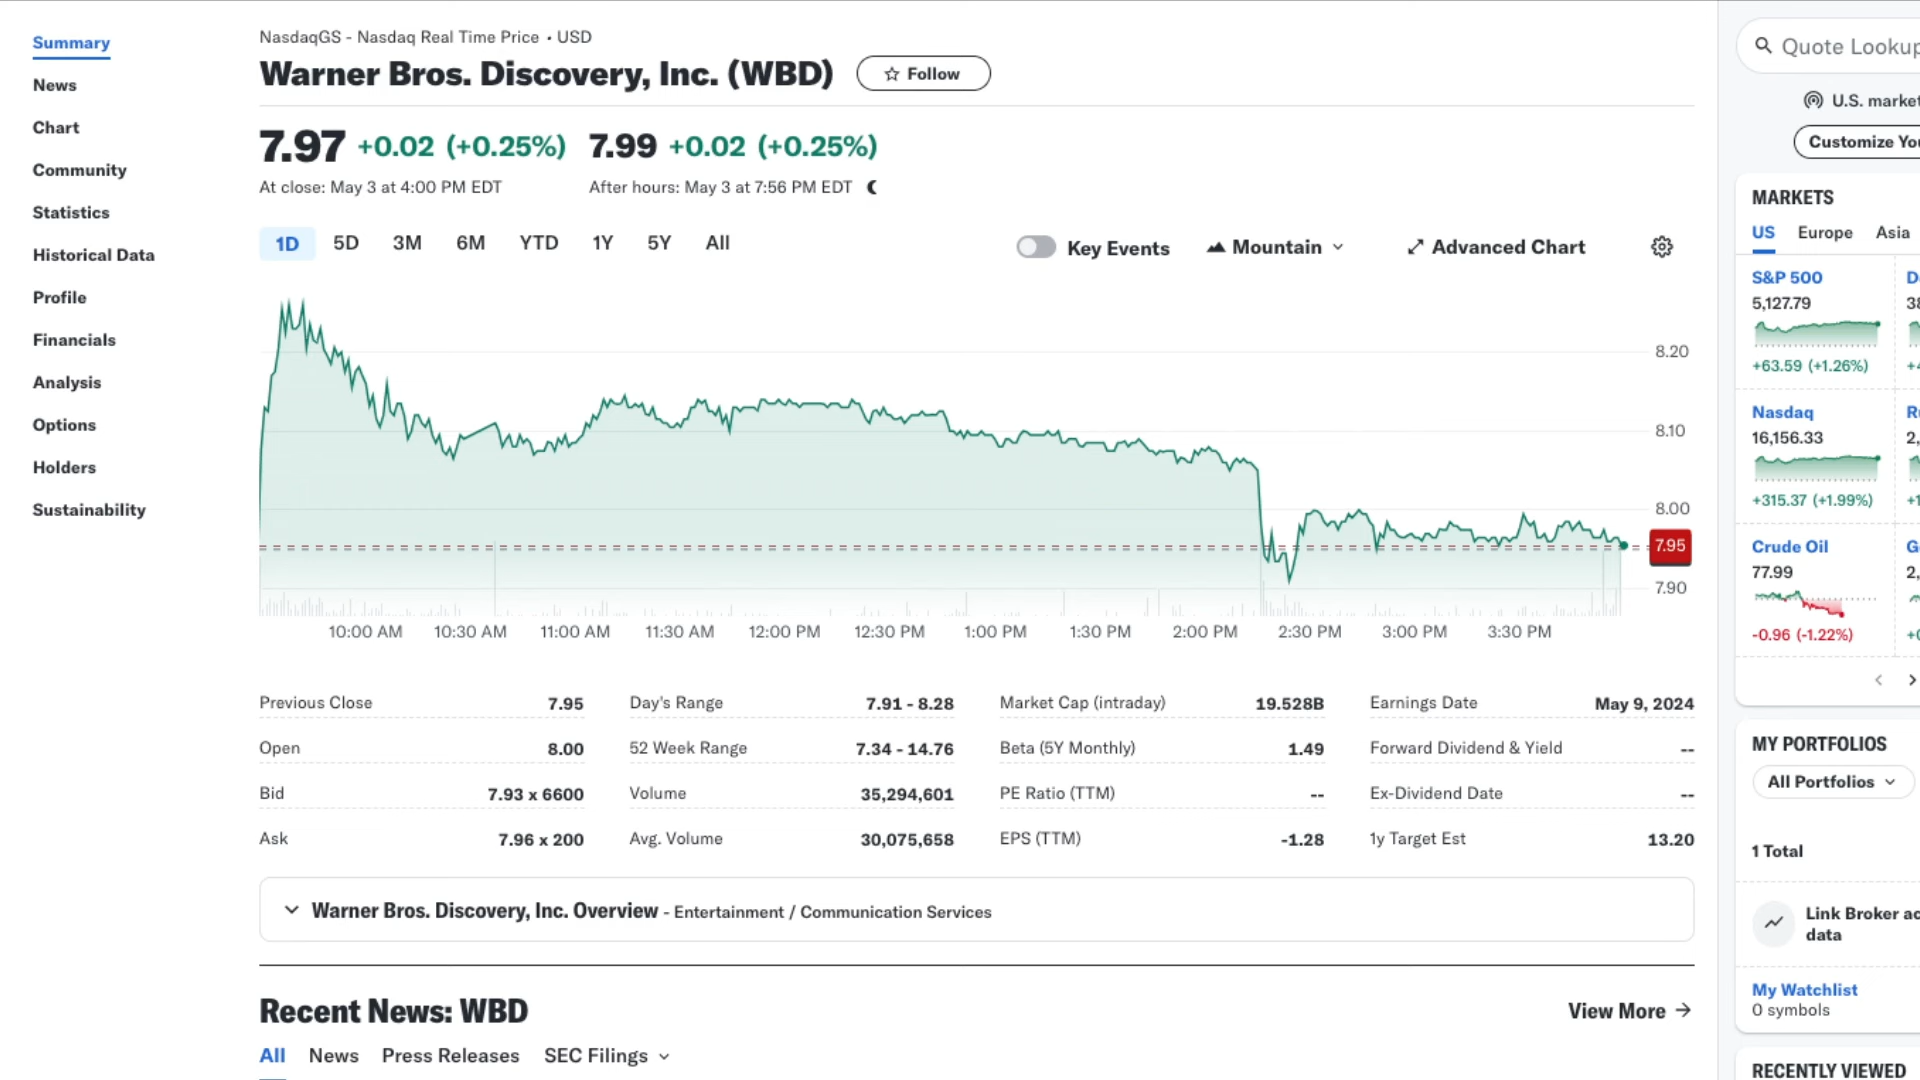 Summary
News
Chart
Community
Statistics
Historical Data
Profile
Financials
Analysis
Options
Holders
Sustainability
NasdaqGS - Nasdaq Real Time Price • USD
Warner Bros. Discovery, Inc. (WBD)
Follow
7.97 +0.02 (+0.25%) 7.99 +0.02 (+0.25%)
At close: May 3 at 4:00 PM EDT After hours: May 3 at 7:56 PM EDT
1D 5D 3M 6M YTD 1Y 5Y All
Key Events Mountain Advanced Chart
8.20
8.10
8.00
7.95
7.90
10:00 AM 10:30 AM 11:00 AM 11:30 AM 12:00 PM 12:30 PM 1:00 PM 1:30 PM 2:00 PM 2:30 PM 3:00 PM 3:30 PM
Previous Close 7.95 Day's Range 7.91 - 8.28 Market Cap (intraday) 19.528B Earnings Date May 9, 2024
Open 8.00 52 Week Range 7.34 - 14.76 Beta (5Y Monthly) 1.49 Forward Dividend & Yield --
Bid 7.93 x 6600 Volume 35,294,601 PE Ratio (TTM) -- Ex-Dividend Date --
Ask 7.96 x 200 Avg. Volume 30,075,658 EPS (TTM) -1.28 1y Target Est 13.20
Warner Bros. Discovery, Inc. Overview - Entertainment / Communication Services
Recent News: WBD
View More
All News Press Releases SEC Filings
Quote Lookup
U.S. market
Customize
MARKETS
US Europe Asia
S&P 500
5,127.79
+63.59 (+1.26%)
Nasdaq
16,156.33
+315.37 (+1.99%)
Crude Oil
77.99
-0.96 (-1.22%)
MY PORTFOLIOS
All Portfolios
1 Total
Link Broker
data
My Watchlist
0 symbols
RECENTLY VIEWED